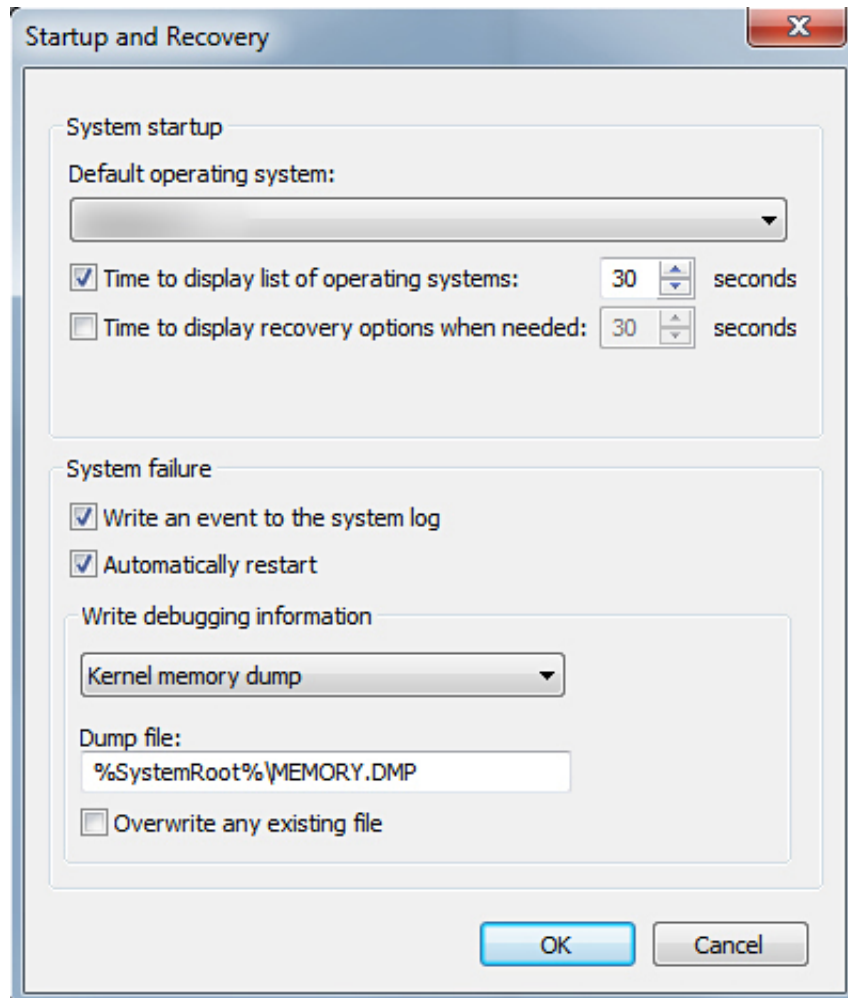 Startup and Recovery
System startup
Default operating system:
Time to display list of operating systems: 30 seconds
Time to display recovery options when needed: 30 seconds
System failure
Write an event to the system log
Automatically restart
Write debugging information
Kernel memory dump
Dump file:
%SystemRoot%\MEMORY.DMP
Overwrite any existing file
OK Cancel